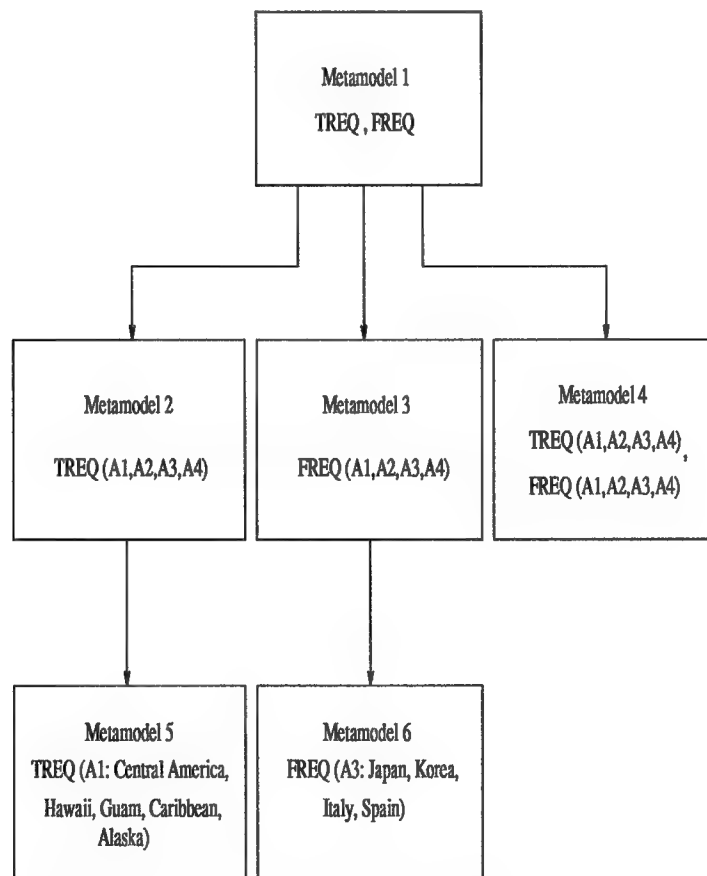 Metamodel 1
TREQ , FREQ
Metamodel 2
TREQ (A1,A2,A3,A4)
Metamodel 3
FREQ (A1,A2,A3,A4)
Metamodel 4
TREQ (A1,A2,A3,A4) ,
FREQ (A1,A2,A3,A4)
Metamodel 5
TREQ (A1: Central America,
Hawaii, Guam, Caribbean,
Alaska)
Metamodel 6
FREQ (A3: Japan, Korea,
Italy, Spain)